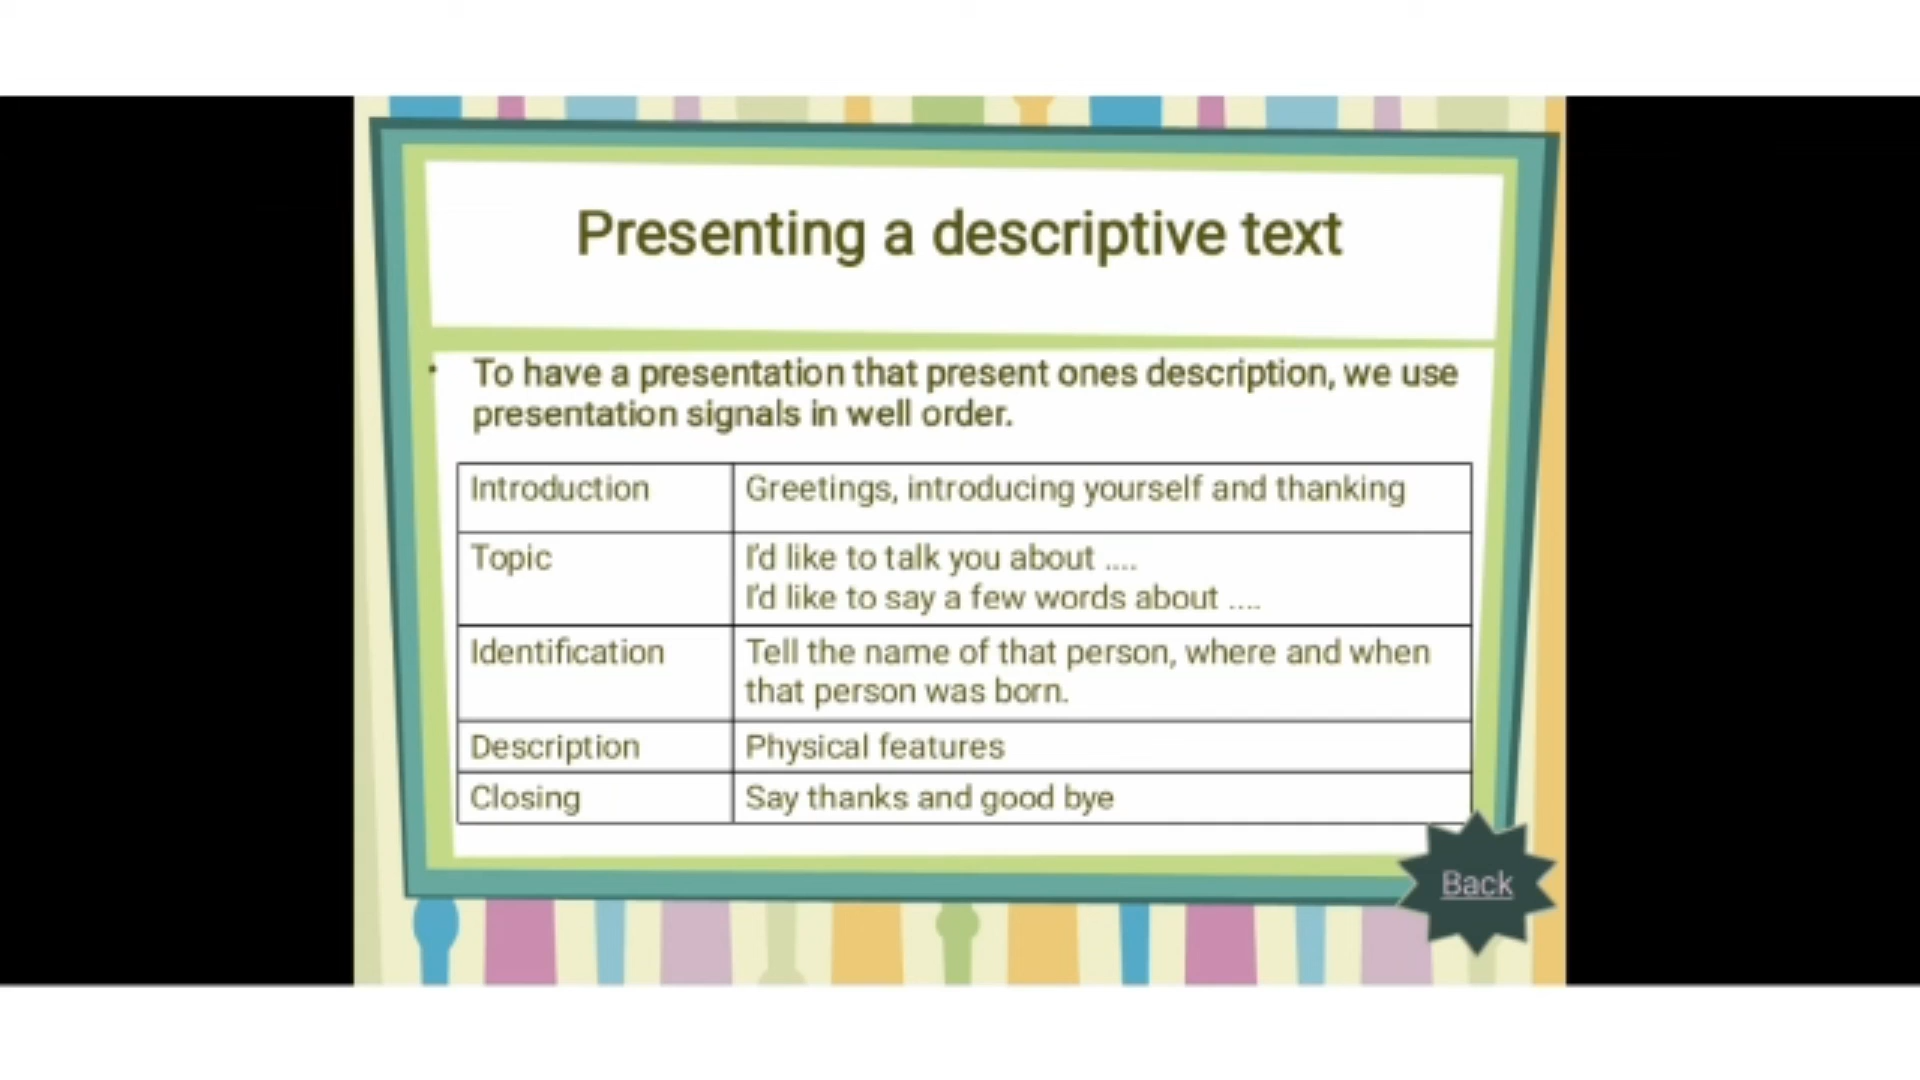 Presenting a descriptive text
• To have a presentation that present ones description, we use
presentation signals in well order.
Introduction
Greetings, introducing yourself and thanking
Topic
I'd like to talk you about ....
I'd like to say a few words about ....
Identification
Tell the name of that person, where and when
that person was born.
Description
Physical features
Closing
Say thanks and good bye
Back